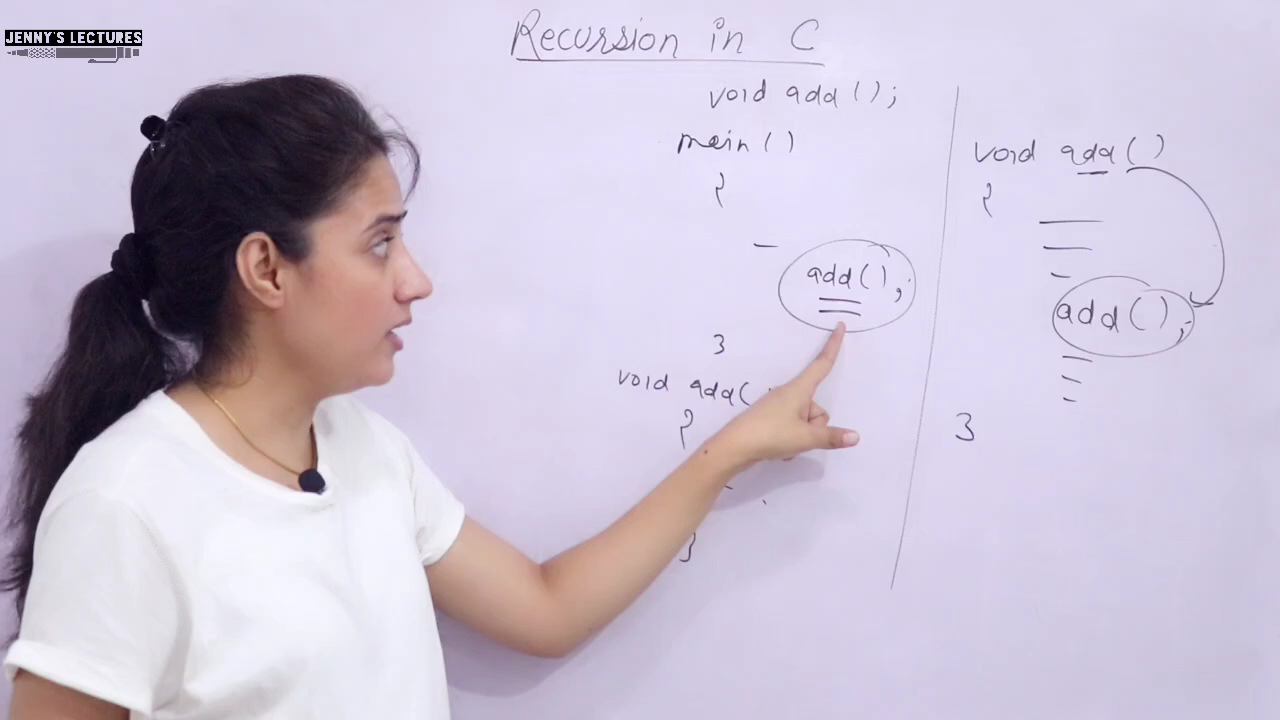 JENNY'S LECTURES
Recursion in C
void add();
main()
{
add();
}
void add(
{
}
void add()
{
add();
}